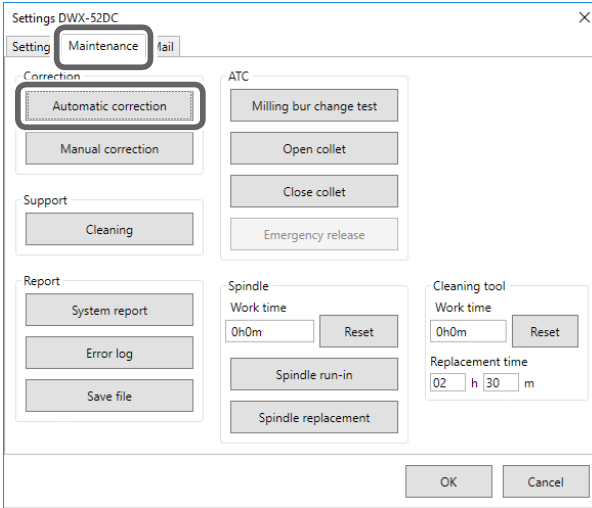 Settings DWX-52DC
Setting Maintenance Mail
Correction
Automatic correction
Manual correction
Support
Cleaning
Report
System report
Error log
Save file
ATC
Milling bur change test
Open collet
Close collet
Emergency release
Spindle
Work time
0h0m Reset
Spindle run-in
Spindle replacement
Cleaning tool
Work time
0h0m Reset
Replacement time
02 h 30 m
OK Cancel